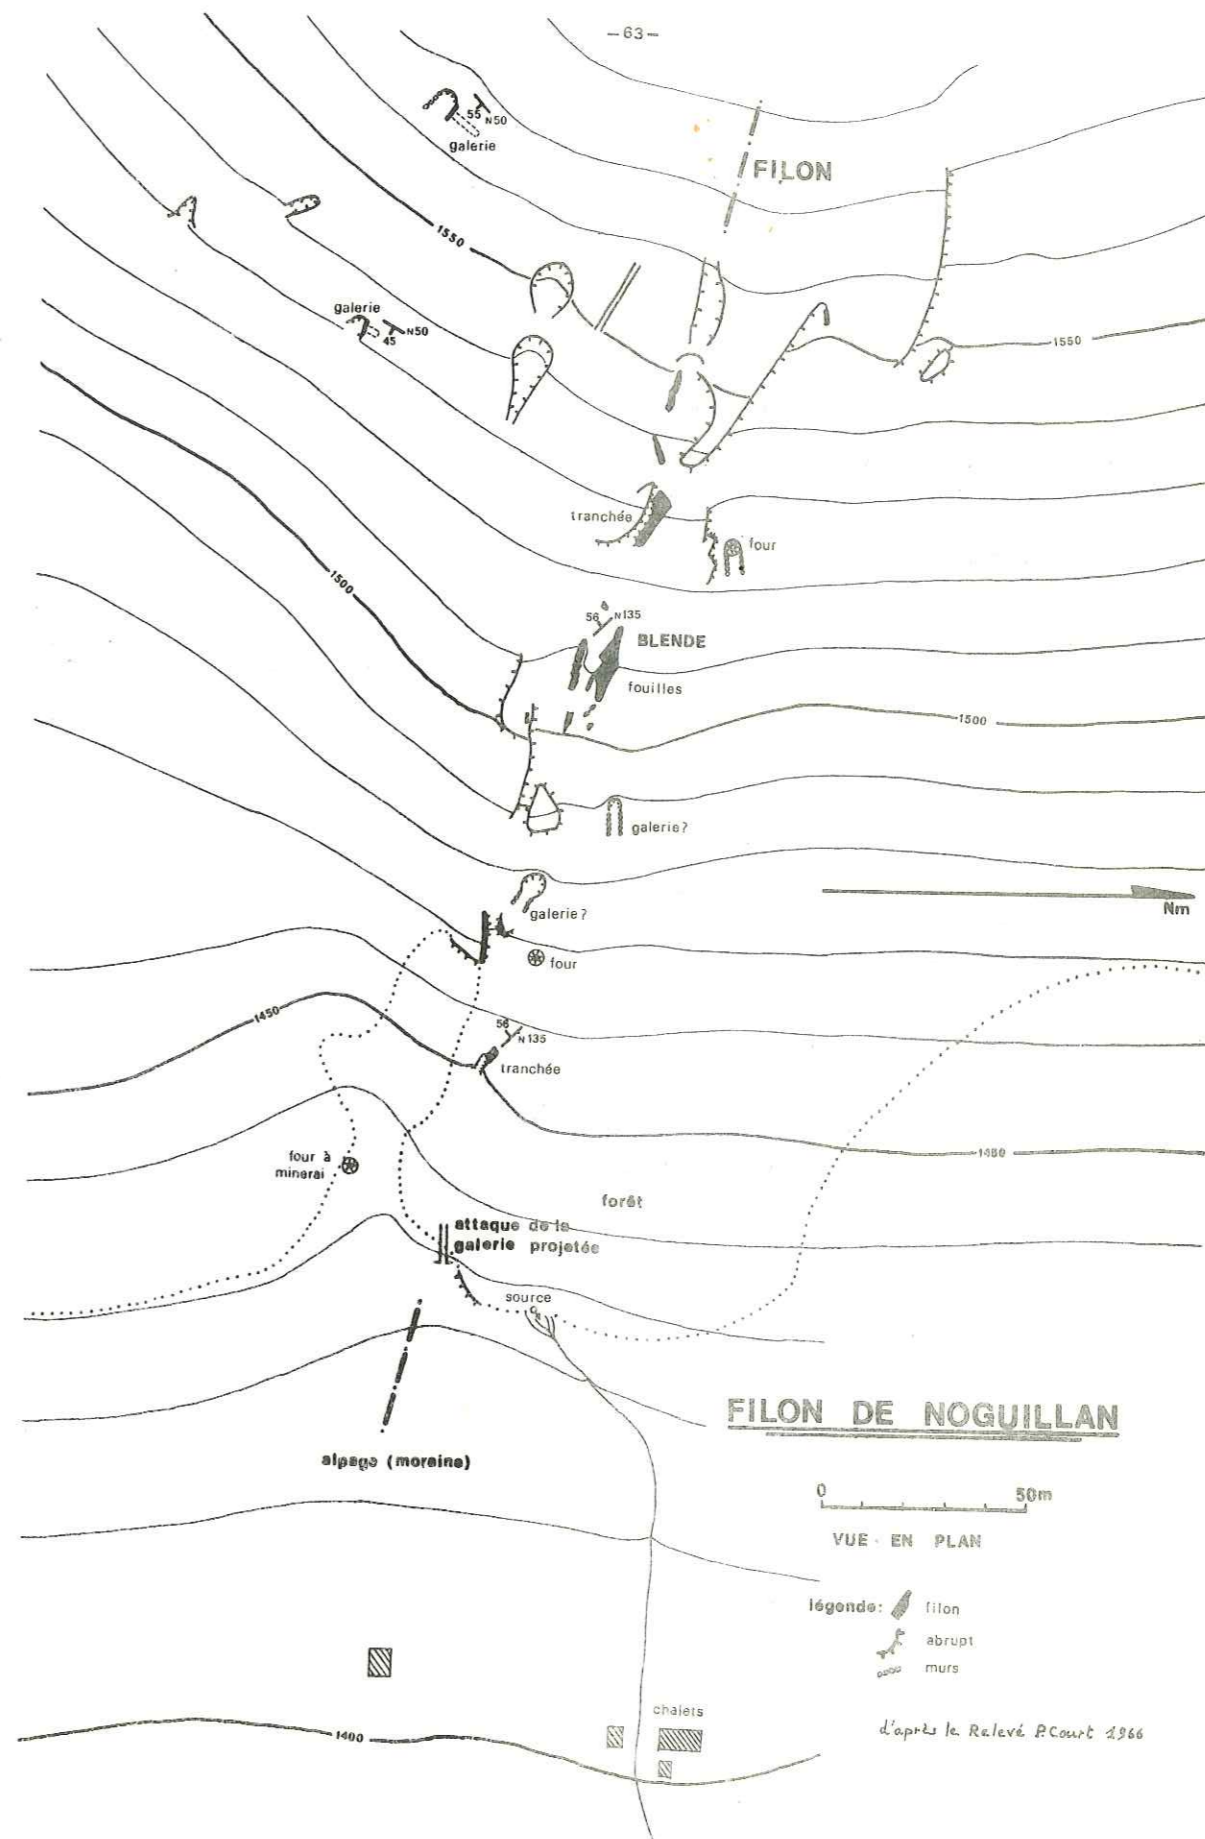 -63-
55
N50
galerie
FILON
1550
galerie
N50
45
1550
tranchée
four
1500
56
N135
BLENDE
fouilles
1500
galerie?
Nm
galerie?
four
1450
56
N135
tranchée
1450
four à
minerai
forêt
attaque de la
galerie projetée
source
FILON DE NOGUILLAN
alpage (moraine)
0
50m
VUE EN PLAN
légende:
filon
abrupt
murs
chalets
d'après le Relevé P. Court 1966
1400